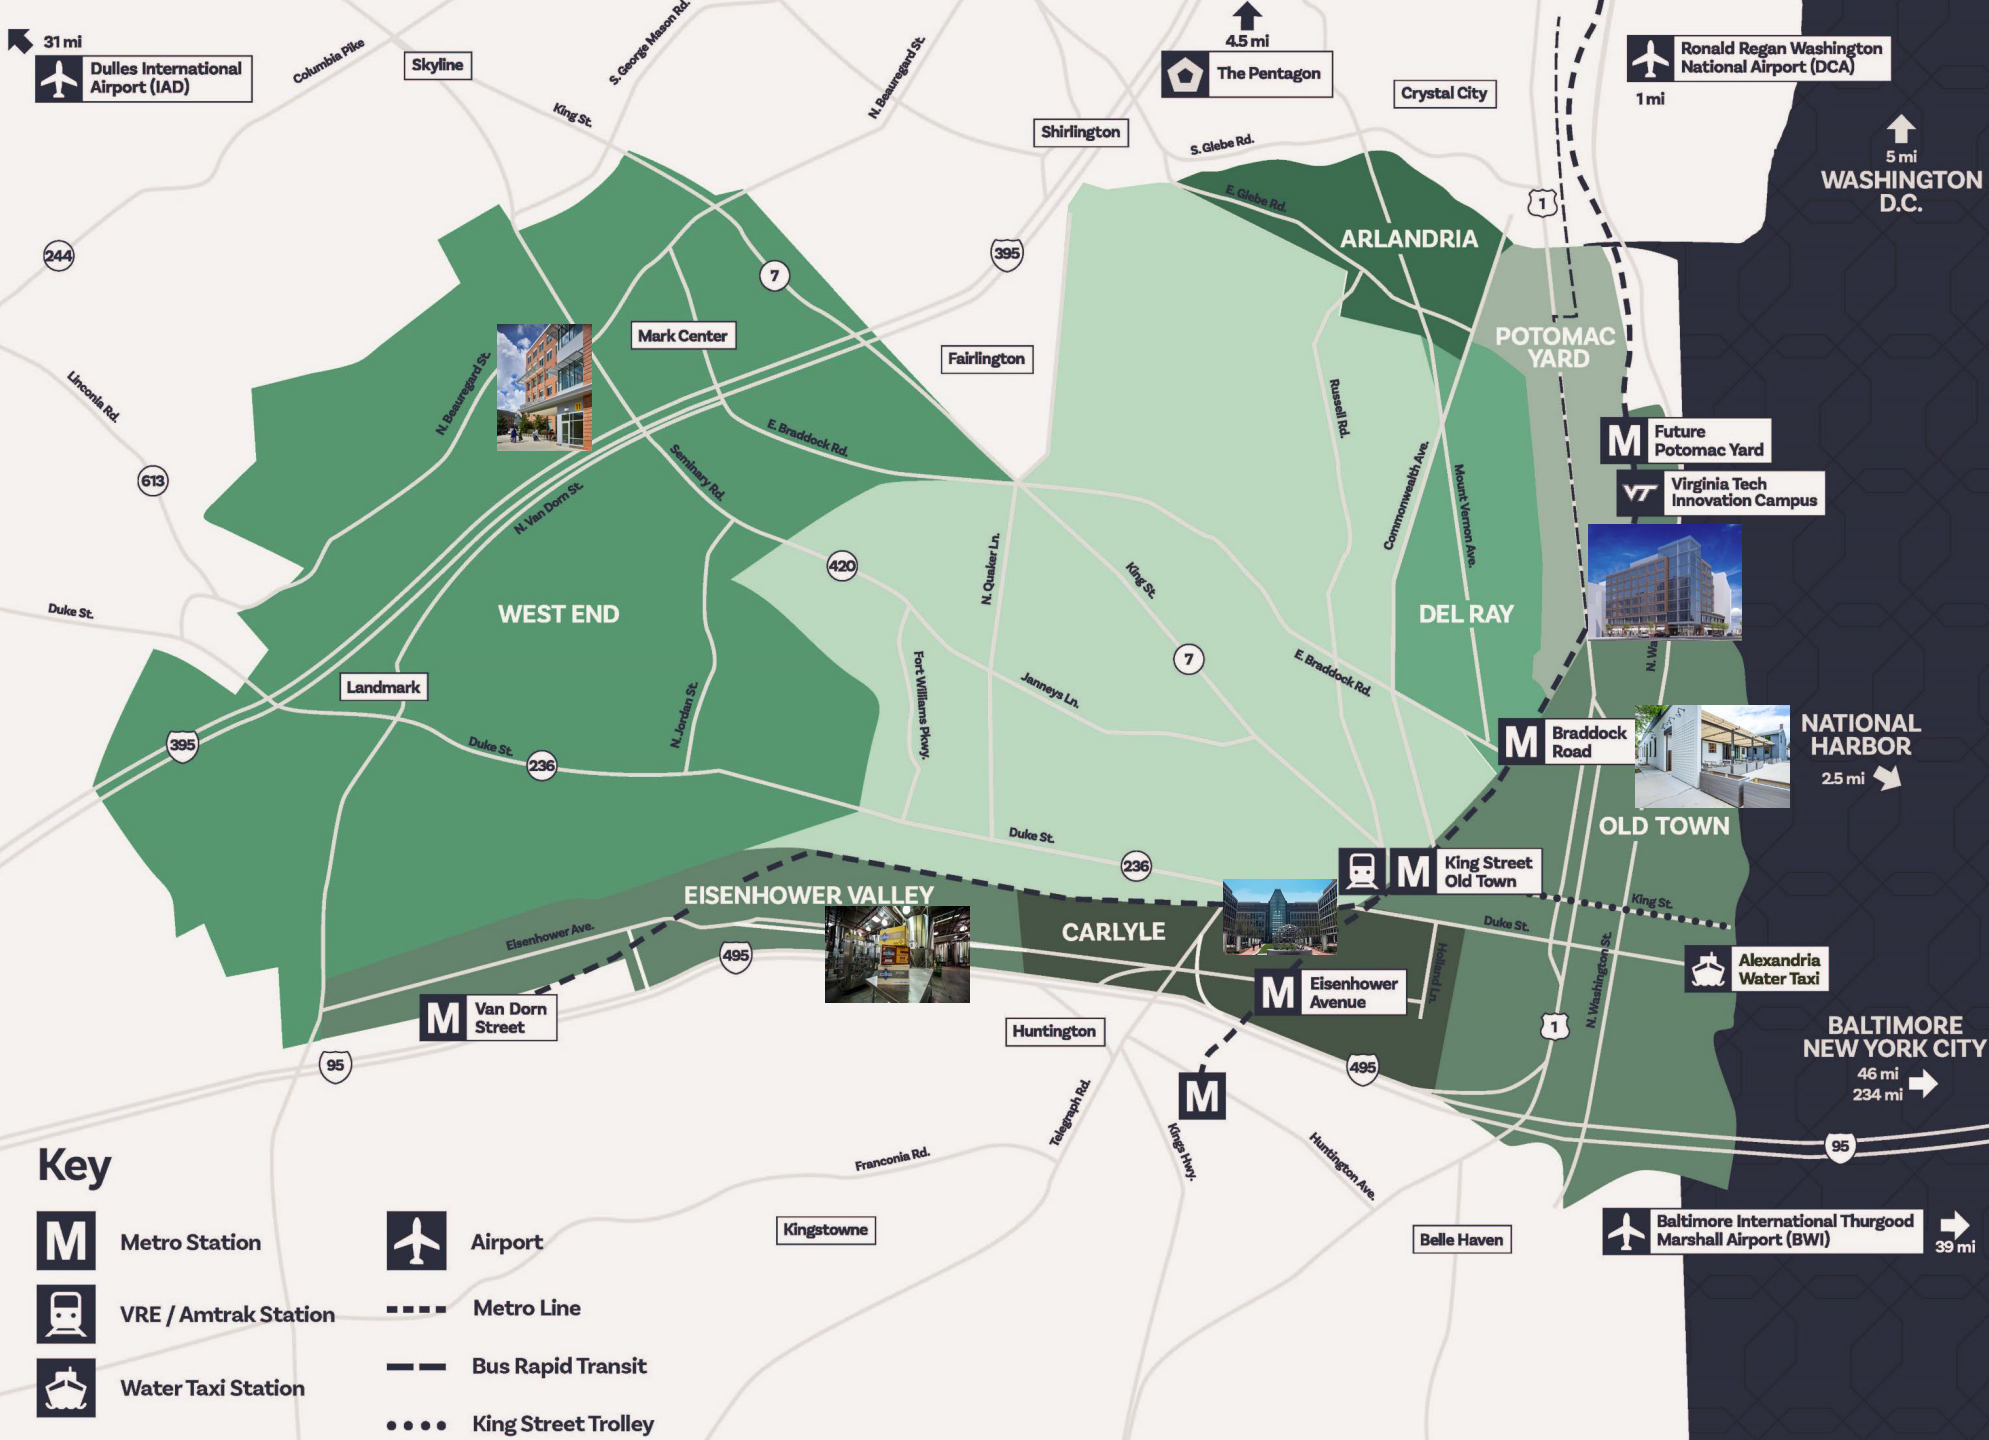 31 mi
Dulles International
Airport (IAD)
Columbia Pike
Skyline
S. George Mason Rd.
King St.
N. Beauregard St.
4.5 mi
The Pentagon
Crystal City
Ronald Regan Washington
National Airport (DCA)
1 mi
Shirlington
S. Glebe Rd.
5 mi
WASHINGTON
D.C.
E. Glebe Rd.
1
ARLANDRIA
244
395
7
Mark Center
Fairlington
POTOMAC
YARD
Linconia Rd.
N. Beauregard St.
Russell Rd.
E. Braddock Rd.
Commonwealth Ave.
Mount Vernon Ave.
M
Future
Potomac Yard
VT
Virginia Tech
Innovation Campus
613
Seminary Rd.
N. Van Dorn St.
420
N. Quaker Ln.
King St.
Duke St.
WEST END
DEL RAY
7
E. Braddock Rd.
N. Wa
Landmark
Fort Williams Pkwy.
Janneys Ln.
N. Jordan St.
395
Duke St.
236
M
Braddock
Road
NATIONAL
HARBOR
2.5 mi
OLD TOWN
Duke St.
236
M
King Street
Old Town
EISENHOWER VALLEY
King St.
Eisenhower Ave.
CARLYLE
Duke St.
495
Holland Ln.
N. Washington St.
Alexandria
Water Taxi
M
Eisenhower
Avenue
M
Van Dorn
Street
Huntington
1
BALTIMORE
NEW YORK CITY
46 mi
234 mi
95
495
M
Telegraph Rd.
Kings Hwy.
Huntington Ave.
95
Franconia Rd.
Kingstowne
Belle Haven
Baltimore International Thurgood
Marshall Airport (BWI)
39 mi
Key
M
Metro Station
VRE / Amtrak Station
Water Taxi Station
Airport
Metro Line
Bus Rapid Transit
King Street Trolley